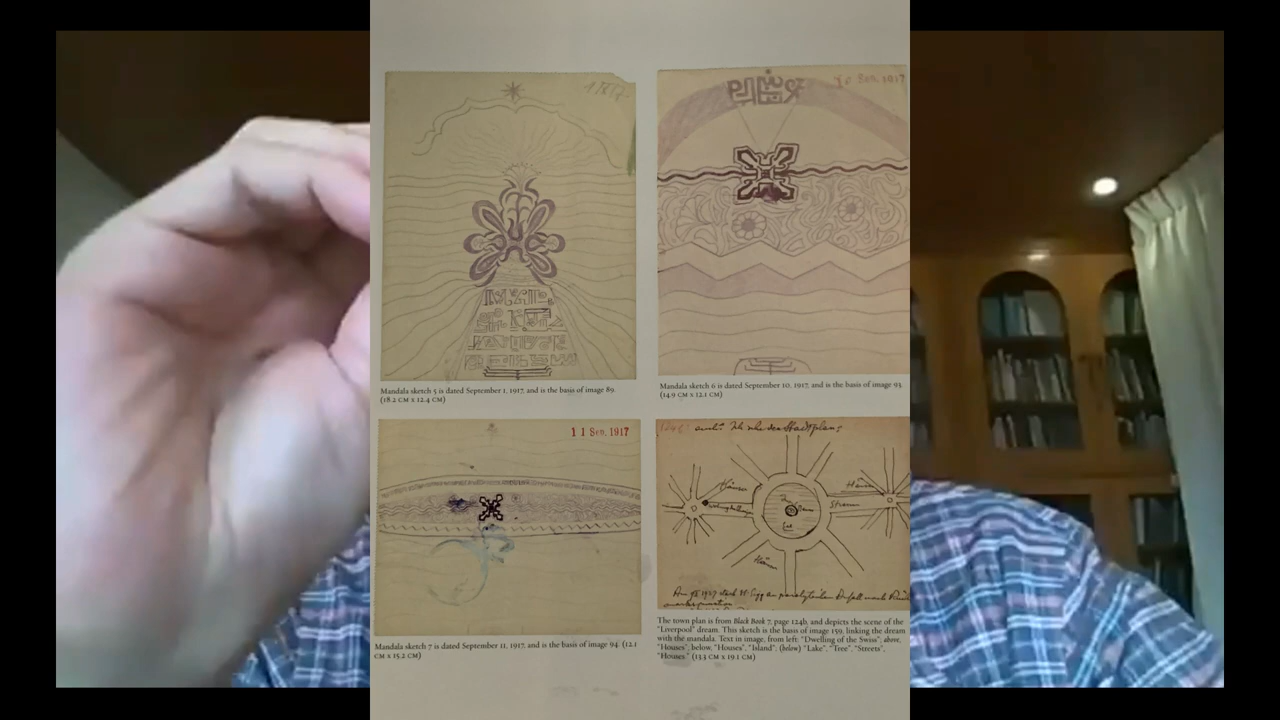 11 Sep. 1917
Mandala sketch 5 is dated September 1, 1917, and is the basis of image 89.
(18.2 CM x 12.4 CM)
10 Sep. 1917
Mandala sketch 6 is dated September 10, 1917, and is the basis of image 93.
(14.9 CM x 12.1 CM)
Mandala sketch 7 is dated September 11, 1917, and is the basis of image 94. (12.1
CM x 15.2 CM)
Häuser
Strassen
Häuser
The town plan is from Black Book 7, page 124b, and depicts the scene of the
"Liverpool" dream. This sketch is the basis of image 159, linking the dream
with the mandala. Text in image, from left: "Dwelling of the Swiss"; above,
"Houses"; below, "Houses", "Island"; (below) "Lake", "Tree", "Streets",
"Houses." (13.3 CM x 19.1 CM)